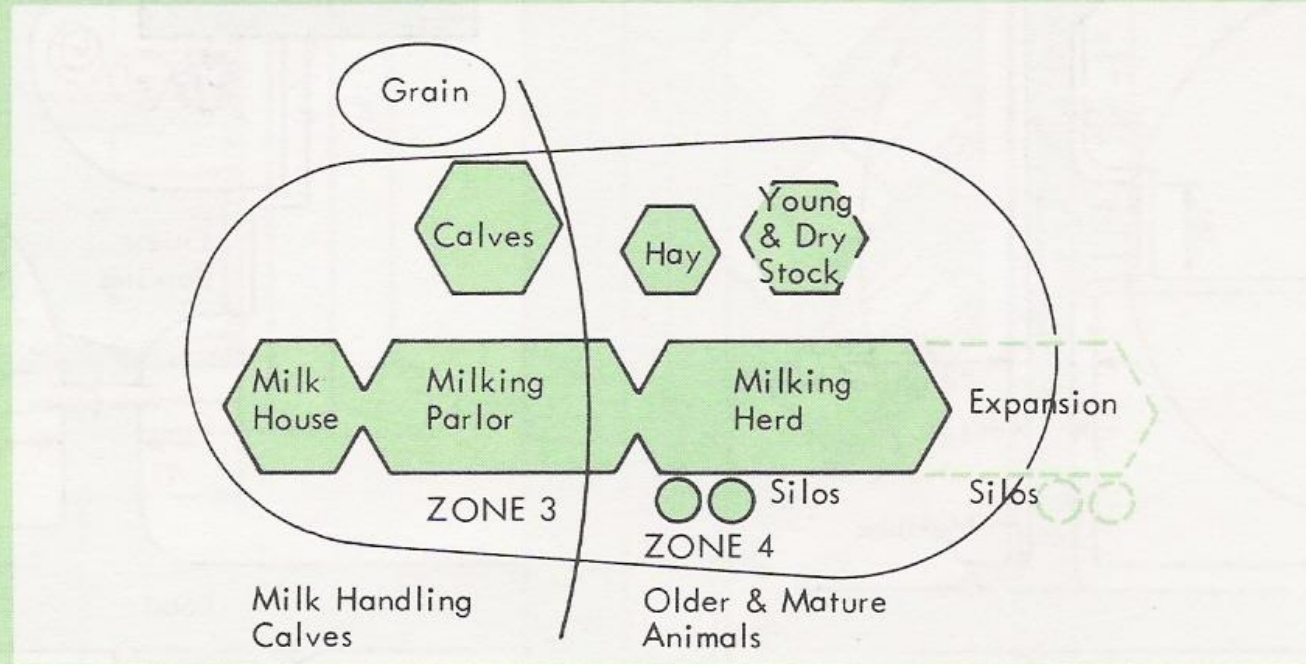 Grain
Calves
Hay
Young
& Dry
Stock
Milk
House
Milking
Parlor
Milking
Herd
Expansion
Silos
Silos
ZONE 3
ZONE 4
Milk Handling
Calves
Older & Mature
Animals